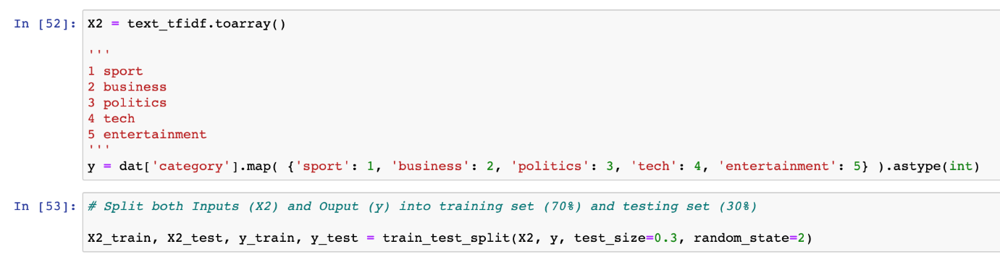 In [52]: X2 = text_tfidf.toarray()
'''
1 sport
2 business
3 politics
4 tech
5 entertainment
'''
y = dat['category'].map( {'sport': 1, 'business': 2, 'politics': 3, 'tech': 4, 'entertainment': 5} ).astype(int)
In [53]: # Split both Inputs (X2) and Ouput (y) into training set (70%) and testing set (30%)
X2_train, X2_test, y_train, y_test = train_test_split(X2, y, test_size=0.3, random_state=2)